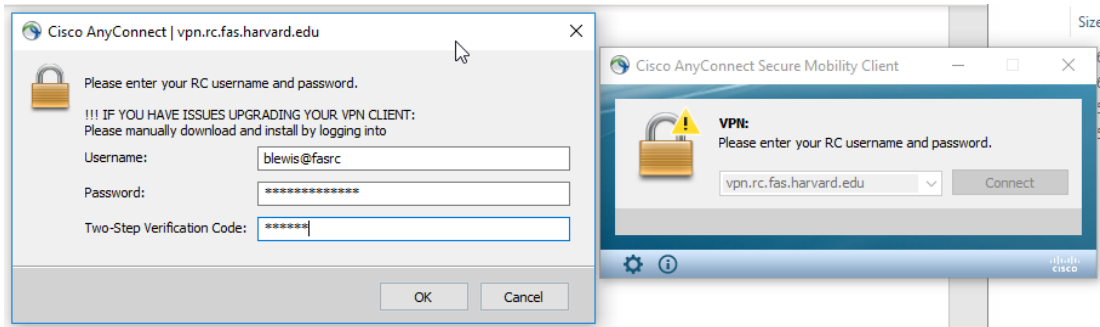 Cisco AnyConnect | vpn.rc.fas.harvard.edu
Please enter your RC username and password.
!!! IF YOU HAVE ISSUES UPGRADING YOUR VPN CLIENT:
Please manually download and install by logging into
Username: blewis@fasrc
Password: *************
Two-Step Verification Code: ******
OK Cancel
Cisco AnyConnect Secure Mobility Client
VPN:
Please enter your RC username and password.
vpn.rc.fas.harvard.edu Connect
CISCO